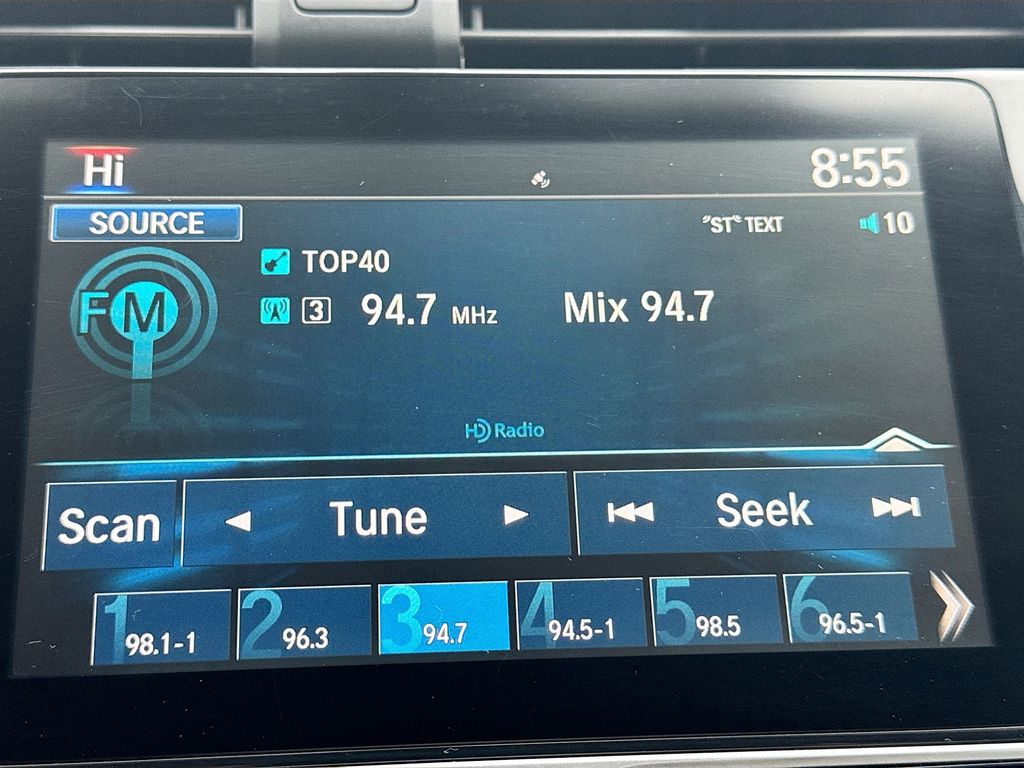 Hi 8:55
SOURCE "ST" TEXT 10
FM
TOP40
3 94.7 MHz Mix 94.7
HD Radio
Scan Tune Seek
1 98.1-1 2 96.3 3 94.7 4 94.5-1 5 98.5 6 96.5-1